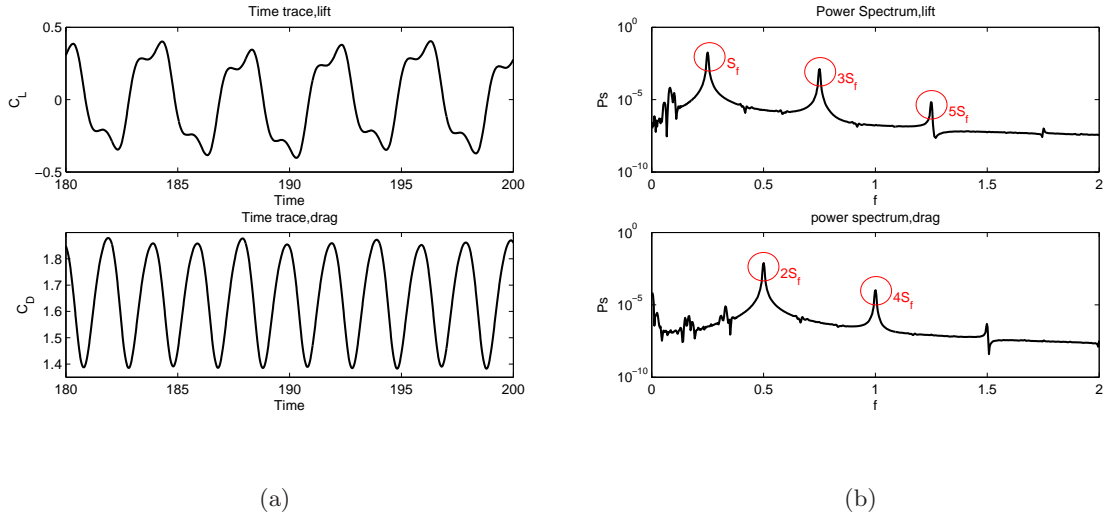 Time trace,lift
0.5
0
−0.5
C_L
180 185 190 195 200
Time
Time trace,drag
1.8
1.7
1.6
1.5
1.4
C_D
180 185 190 195 200
Time
(a)
Power Spectrum,lift
10^0
10^−5
10^−10
Ps
S_f
3S_f
5S_f
0 0.5 1 1.5 2
f
power spectrum,drag
10^0
10^−5
10^−10
Ps
2S_f
4S_f
0 0.5 1 1.5 2
f
(b)